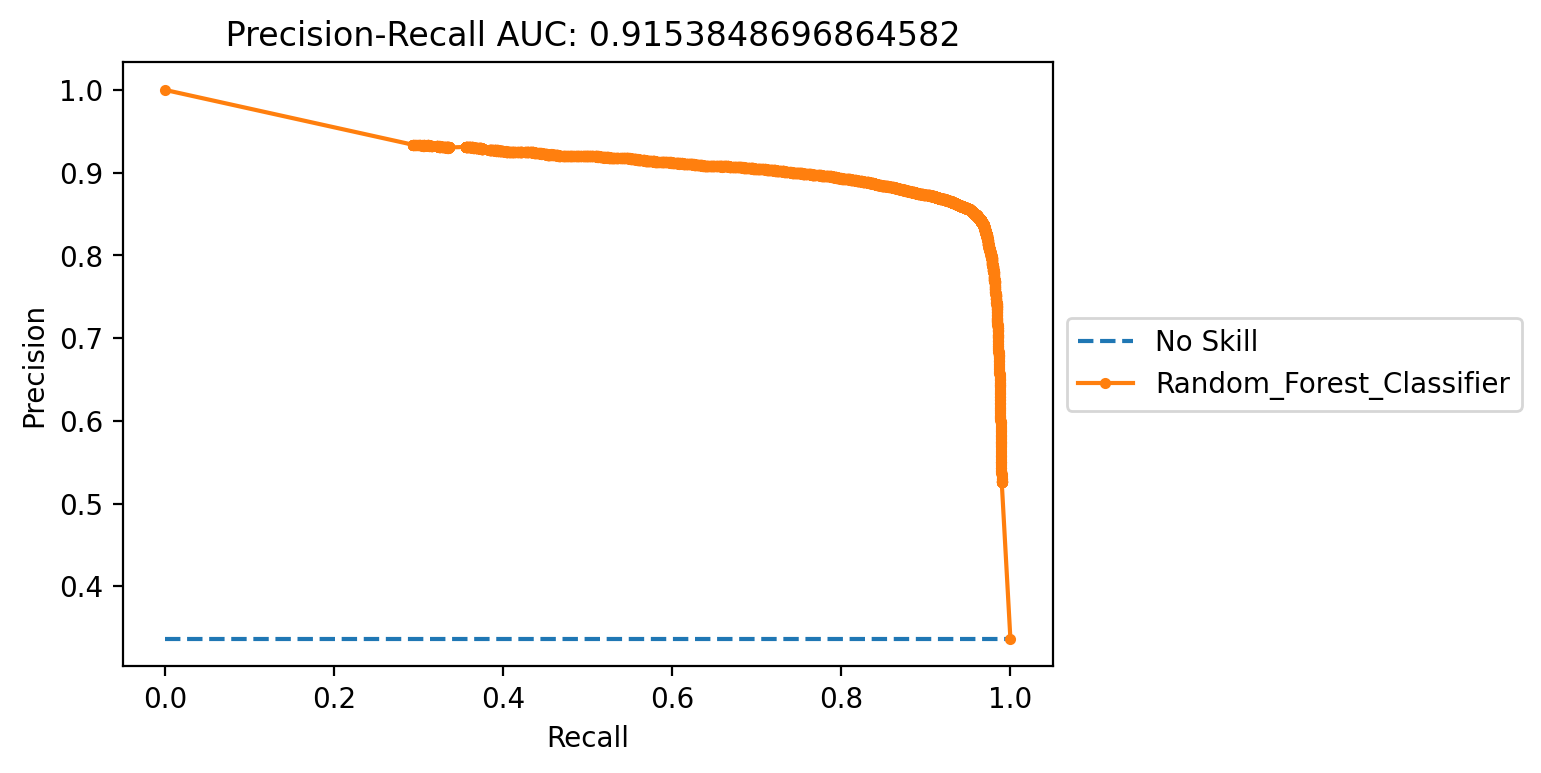 Precision-Recall AUC: 0.9153848696864582
1.0
0.9
0.8
0.7
0.6
0.5
0.4
Precision
0.0 0.2 0.4 0.6 0.8 1.0
Recall
No Skill
Random_Forest_Classifier